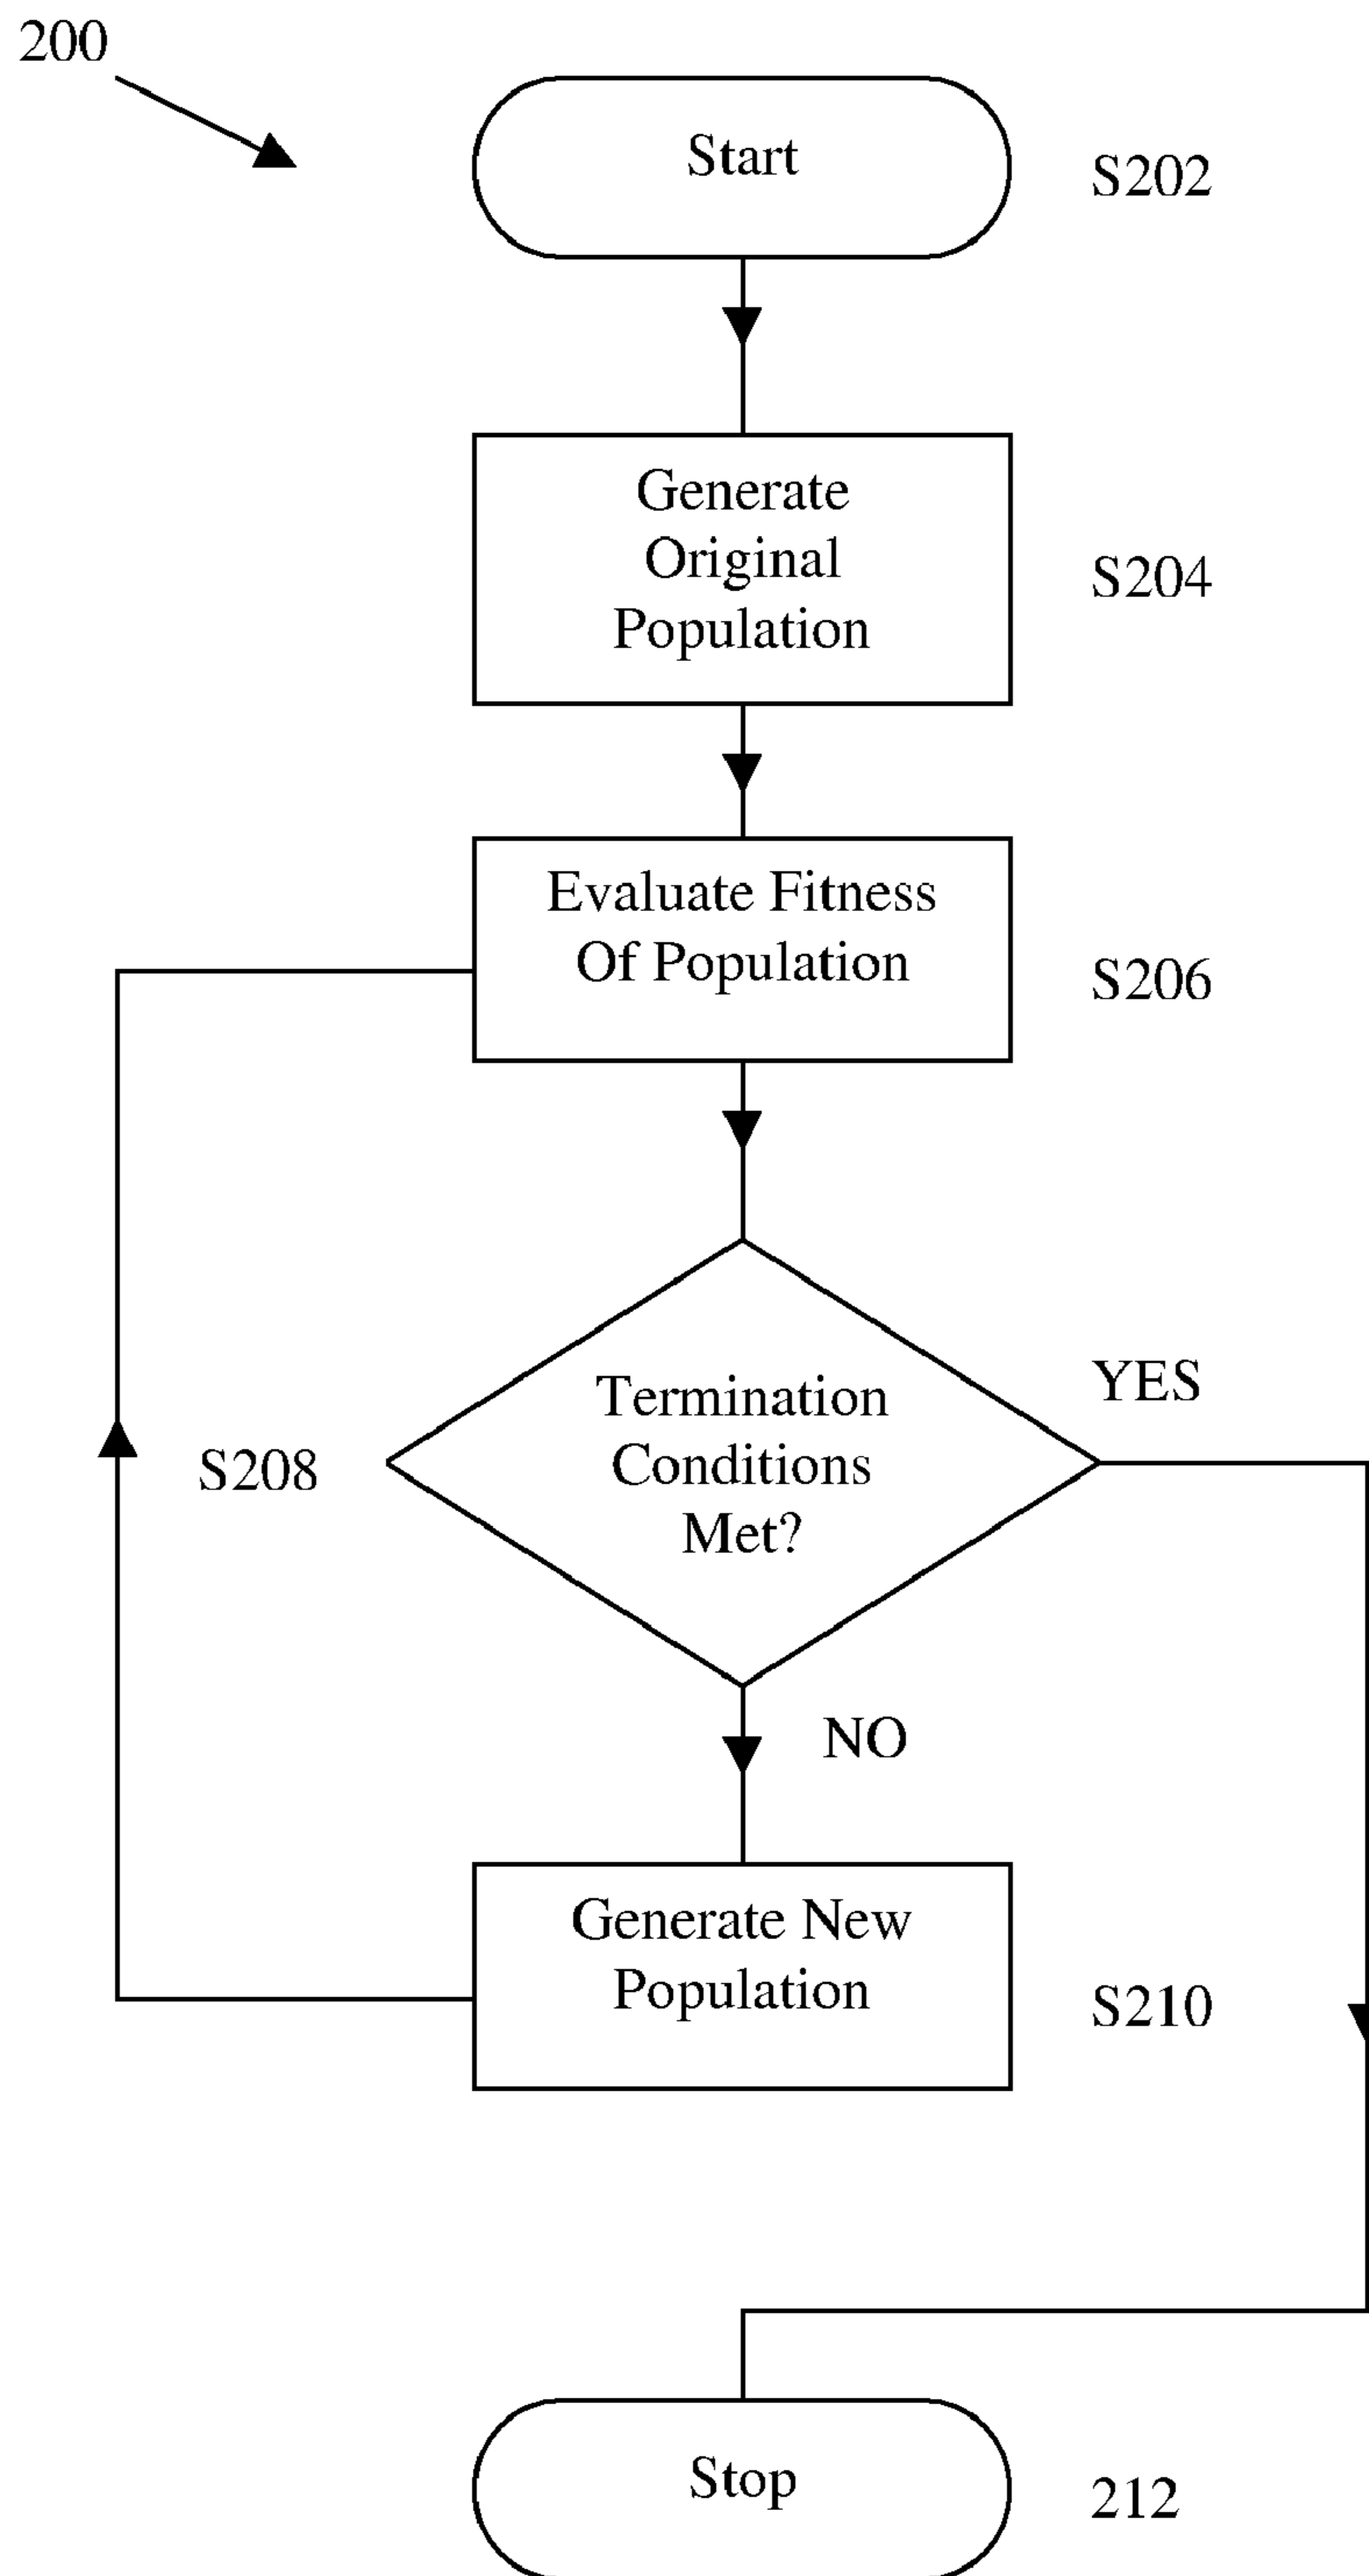 200
Start
S202
Generate
Original
Population
S204
Evaluate Fitness
Of Population
S206
Termination
Conditions
Met?
YES
S208
NO
Generate New
Population
S210
Stop
212